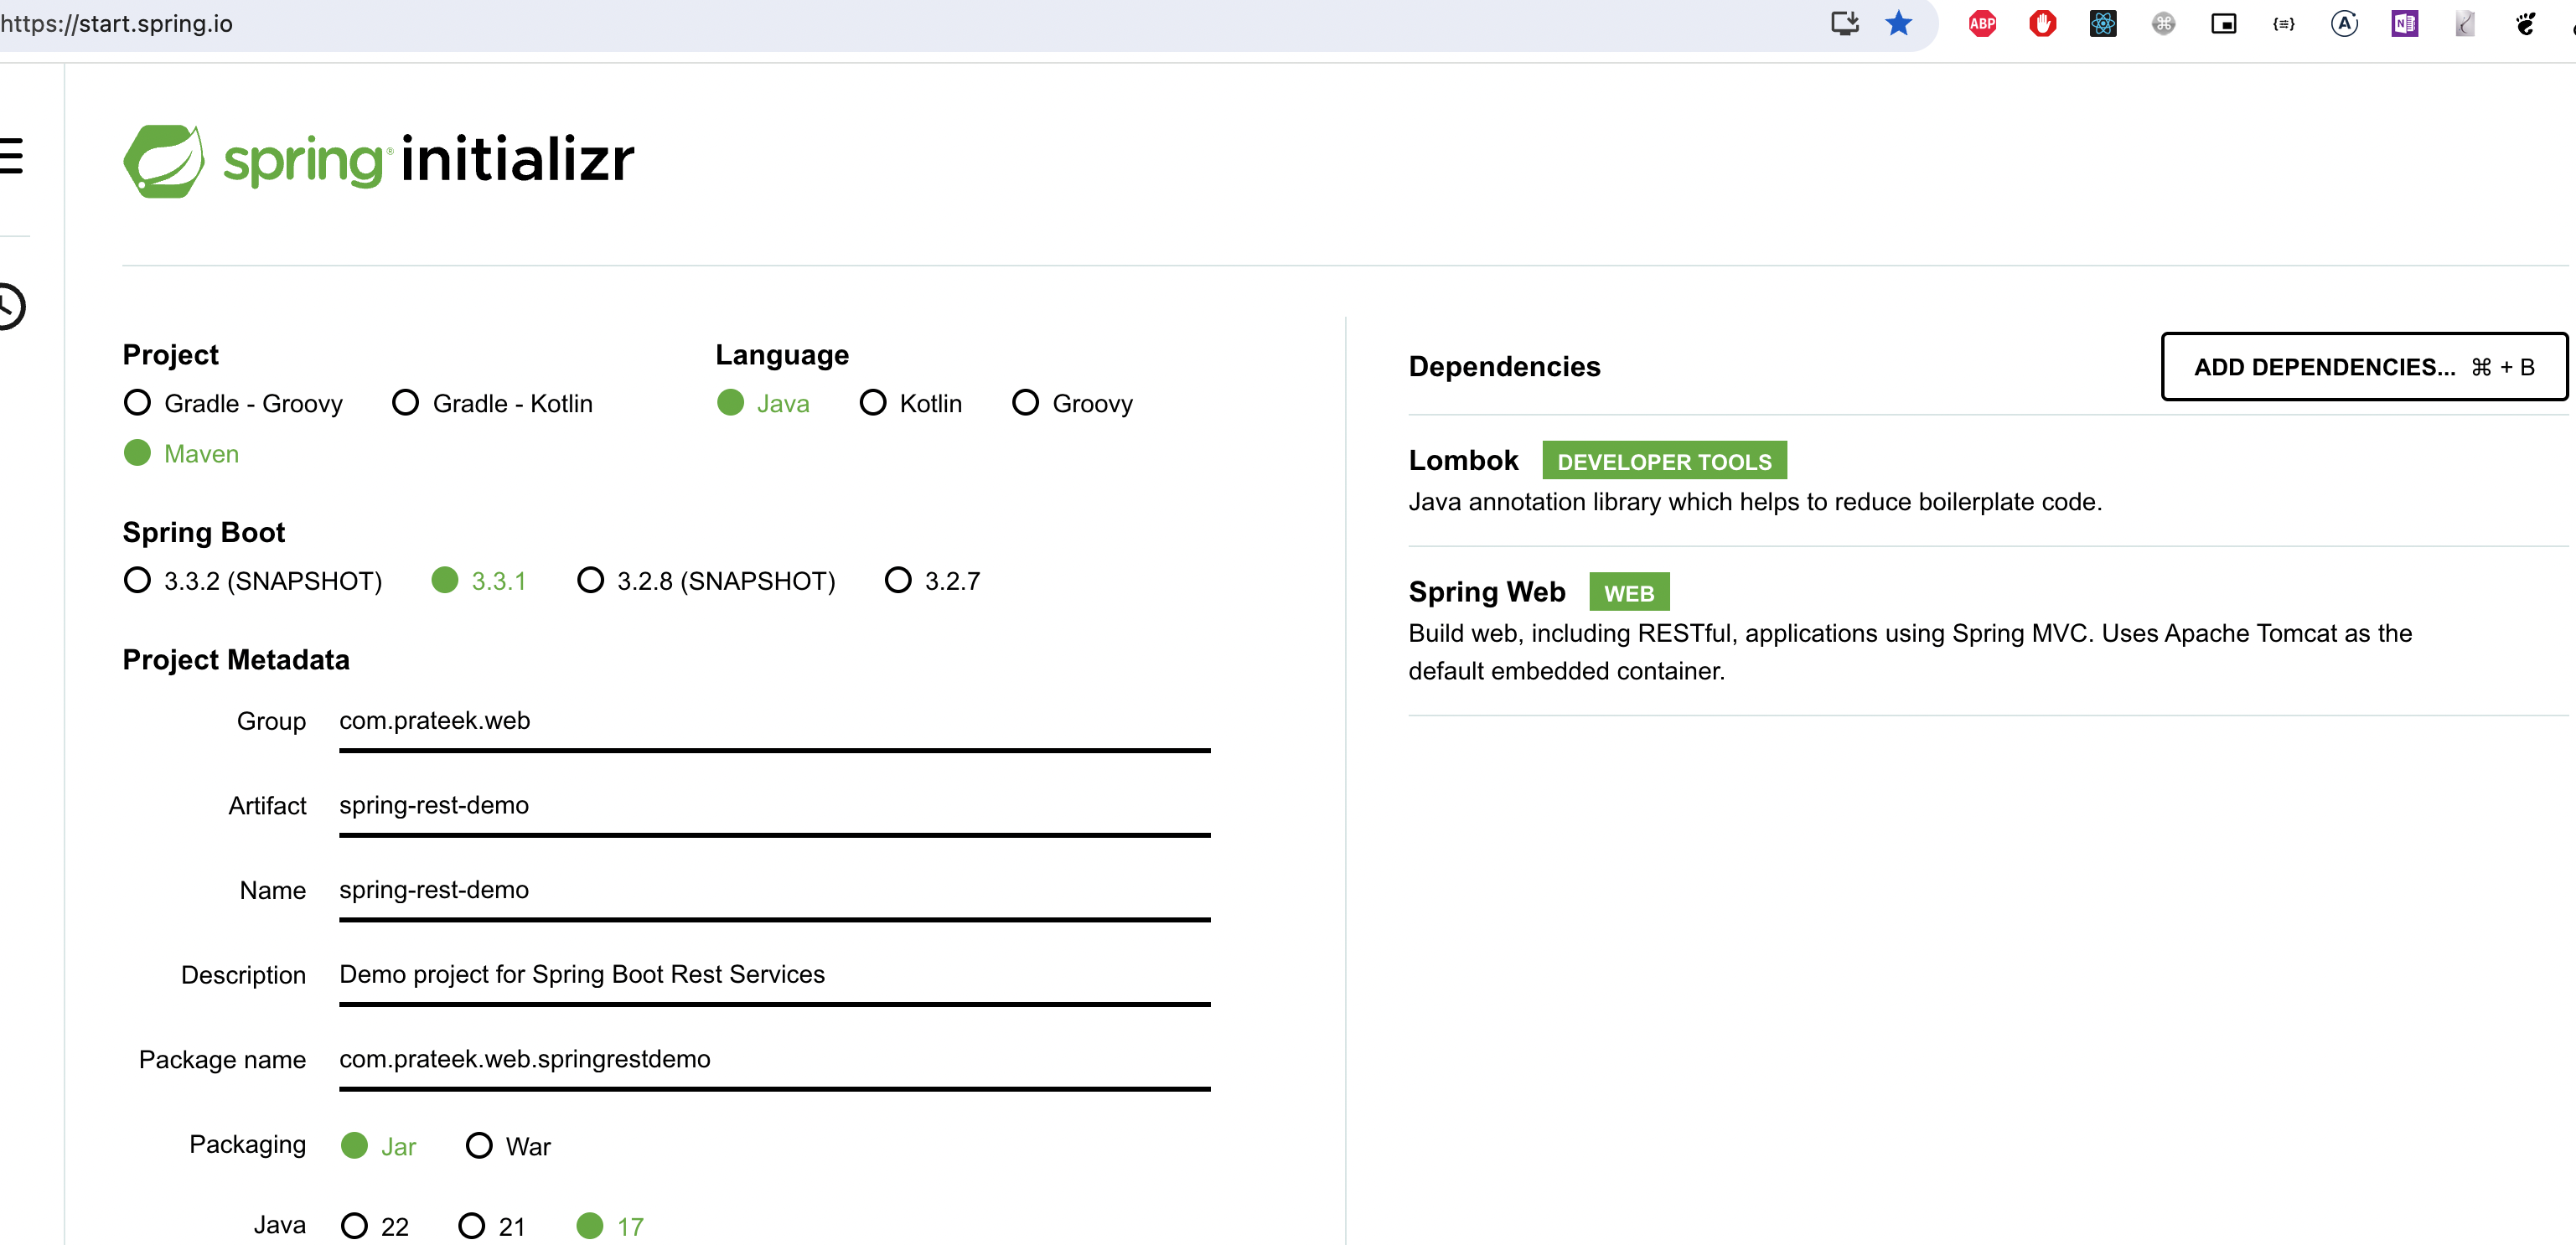 https://start.spring.io
ABP
spring® initializr
Project
Gradle - Groovy
Gradle - Kotlin
Maven
Language
Java
Kotlin
Groovy
Spring Boot
3.3.2 (SNAPSHOT)
3.3.1
3.2.8 (SNAPSHOT)
3.2.7
Project Metadata
Group com.prateek.web
Artifact spring-rest-demo
Name spring-rest-demo
Description Demo project for Spring Boot Rest Services
Package name com.prateek.web.springrestdemo
Packaging Jar War
Java 22 21 17
Dependencies
ADD DEPENDENCIES... ⌘ + B
Lombok DEVELOPER TOOLS
Java annotation library which helps to reduce boilerplate code.
Spring Web WEB
Build web, including RESTful, applications using Spring MVC. Uses Apache Tomcat as the
default embedded container.